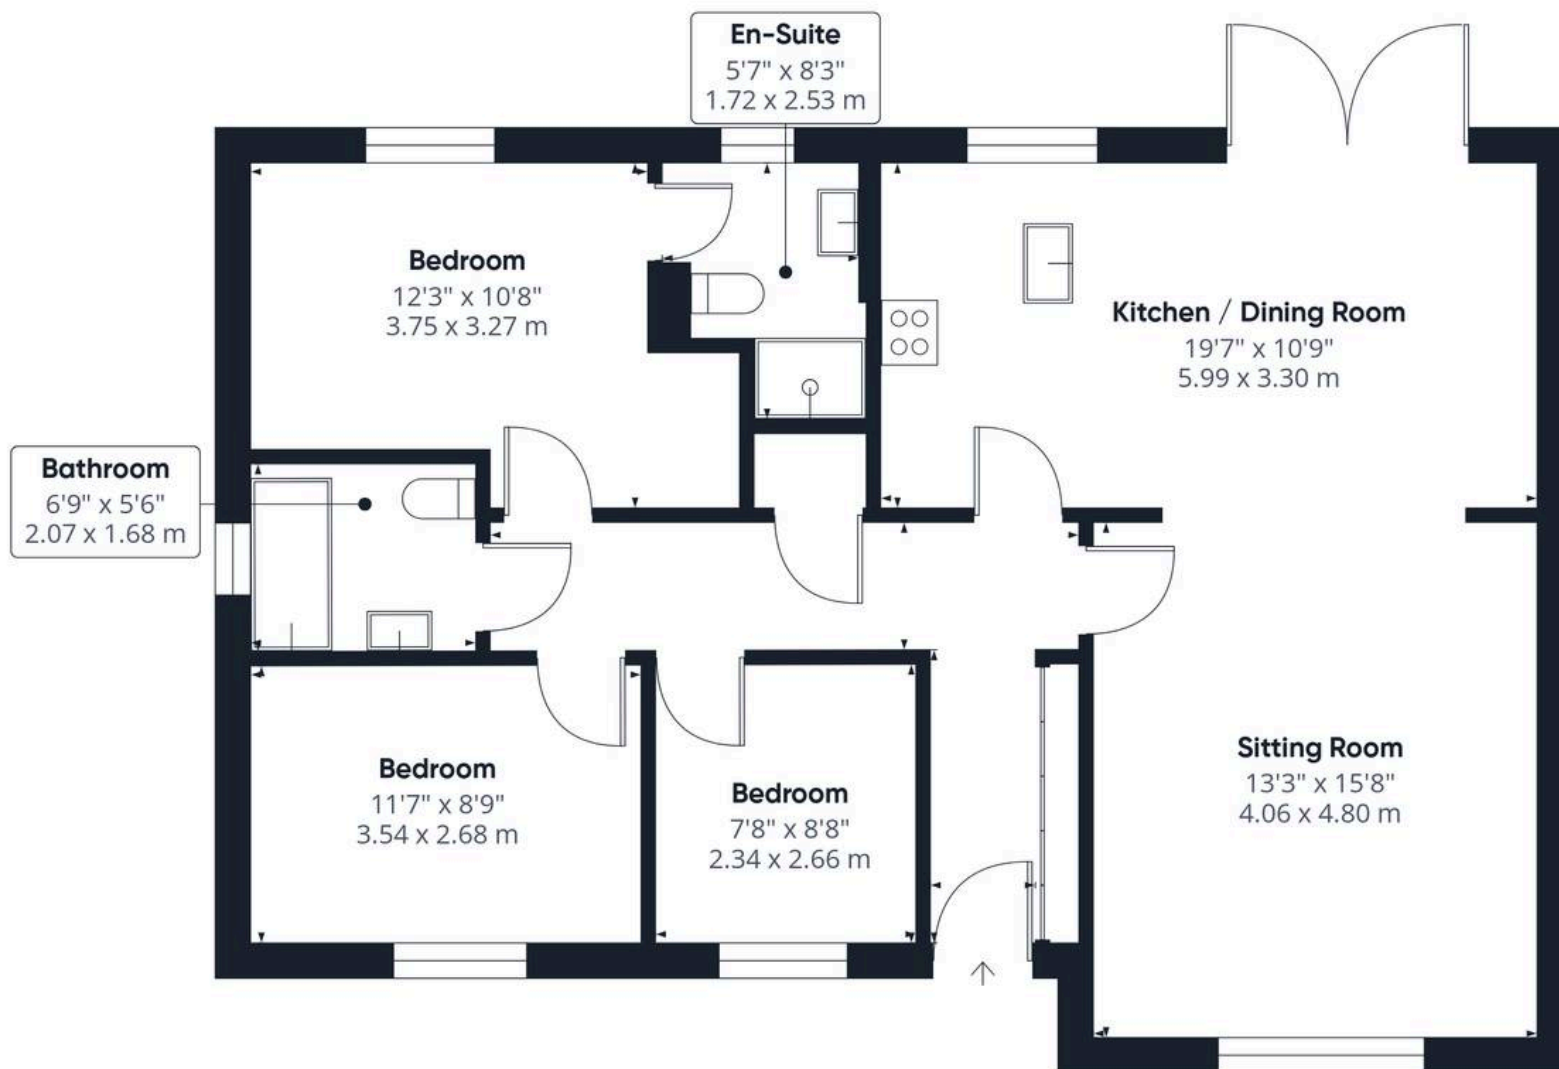 En-Suite
5'7" x 8'3"
1.72 x 2.53 m
Bedroom
12'3" x 10'8"
3.75 x 3.27 m
Kitchen / Dining Room
19'7" x 10'9"
5.99 x 3.30 m
Bathroom
6'9" x 5'6"
2.07 x 1.68 m
Bedroom
11'7" x 8'9"
3.54 x 2.68 m
Bedroom
7'8" x 8'8"
2.34 x 2.66 m
Sitting Room
13'3" x 15'8"
4.06 x 4.80 m